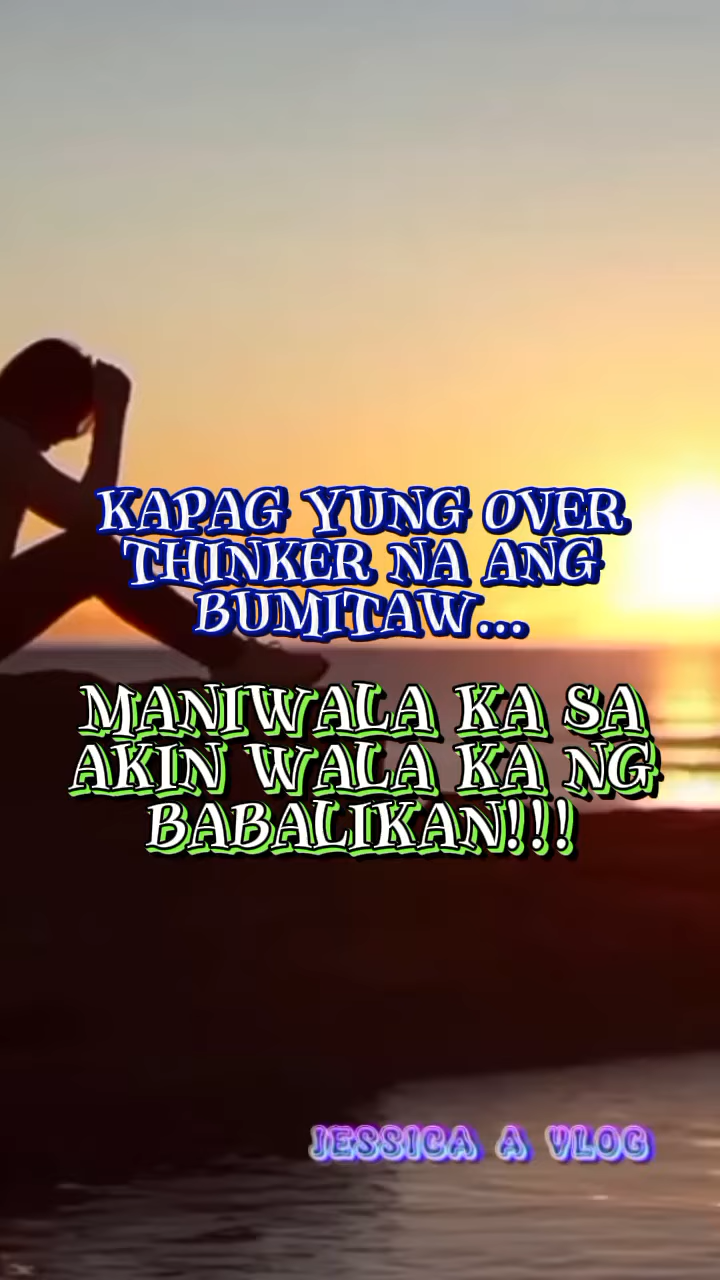 KAPAG YUNG OVER
THINKER NA ANG
BUMITAW...
MANIWALA KA SA
AKIN WALA KA NG
BABALIKAN!!!
JESSICA A VLOG